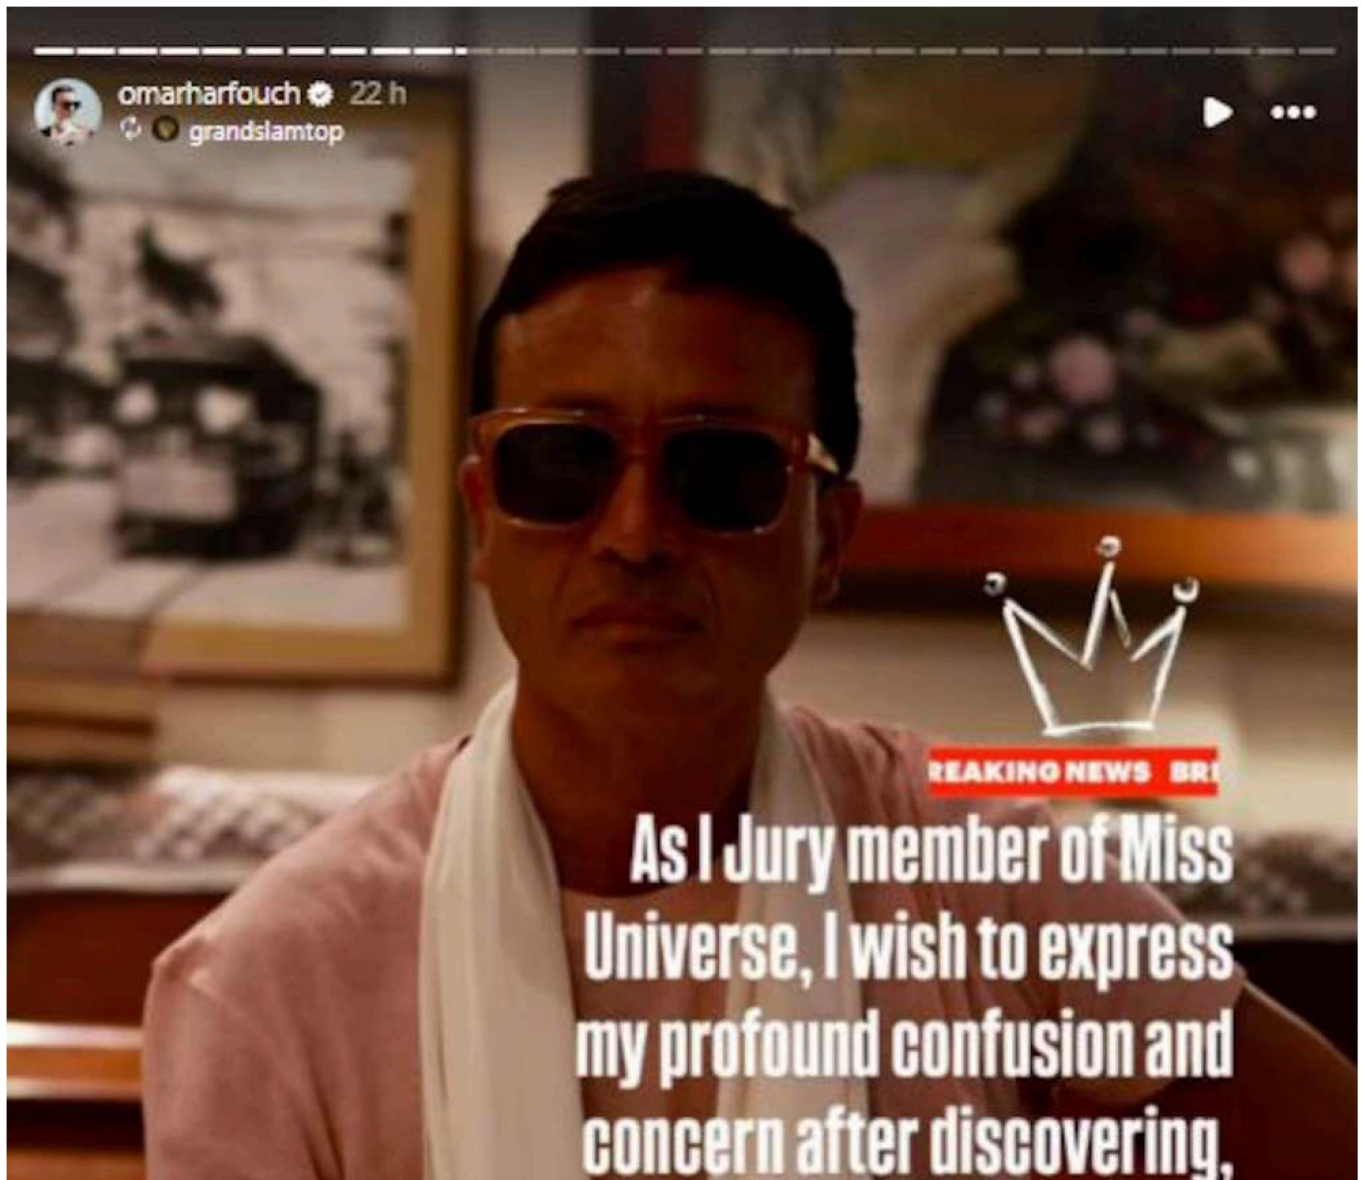 omarharfouch 22 h
grandslamtop
REAKING NEWS BRE
As I Jury member of Miss
Universe, I wish to express
my profound confusion and
concern after discovering,